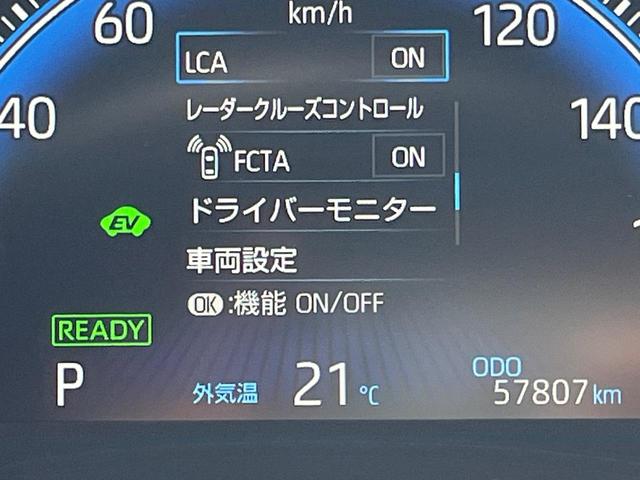 km/h
60
120
40
140
LCA ON
レーダークルーズコントロール
FCTA ON
ドライバーモニター
EV
車両設定
OK:機能 ON/OFF
READY
P
外気温 21℃
ODO
57807km